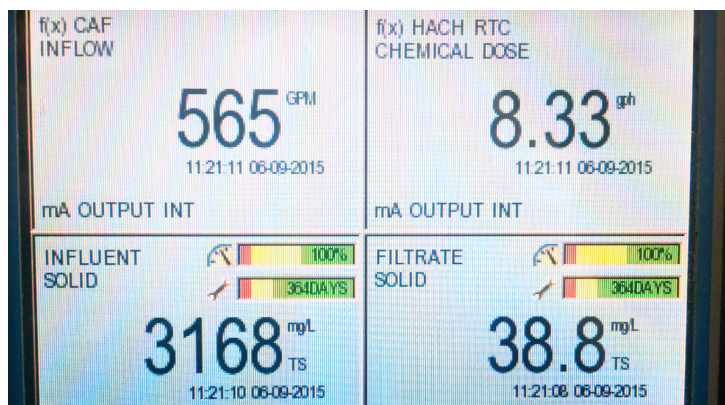 f(x) CAF
INFLOW
565 GPM
11:21:11 06-09-2015
mA OUTPUT INT
f(x) HACH RTC
CHEMICAL DOSE
8.33 gph
11:21:11 06-09-2015
mA OUTPUT INT
INFLUENT
SOLID
100%
364DAYS
3168 mg/L
TS
11:21:10 06-09-2015
FILTRATE
SOLID
100%
364DAYS
38.8 mg/L
TS
11:21:08 06-09-2015